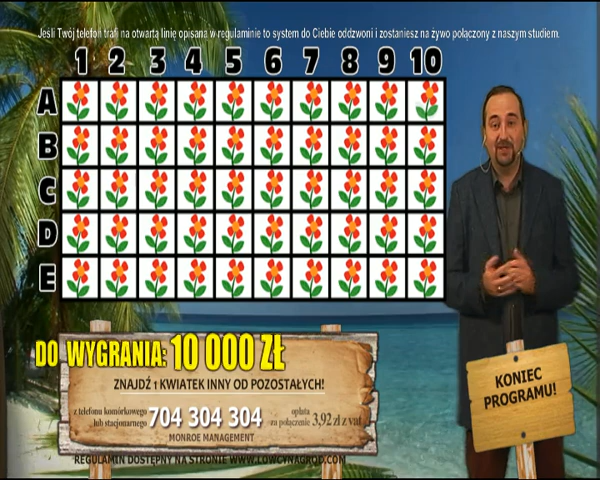 Jeśli Twój telefon trafi na otwartą linię opisana w regulaminie to system do Ciebie oddzwoni i zostaniesz na żywo połączony z naszym studiem.
1 2 3 4 5 6 7 8 9 10
A
B
C
D
E
DO WYGRANIA: 10 000 ZŁ
ZNAJDŹ 1 KWIATEK INNY OD POZOSTAŁYCH!
z telefonu komórkowego
lub stacjonarnego
704 304 304
opłata
za połączenie 3,92 zł z vat
MONROE MANAGEMENT
REGULAMIN DOSTĘPNY NA STRONIE WWW.LOWCYNAGROD.COM
KONIEC
PROGRAMU!